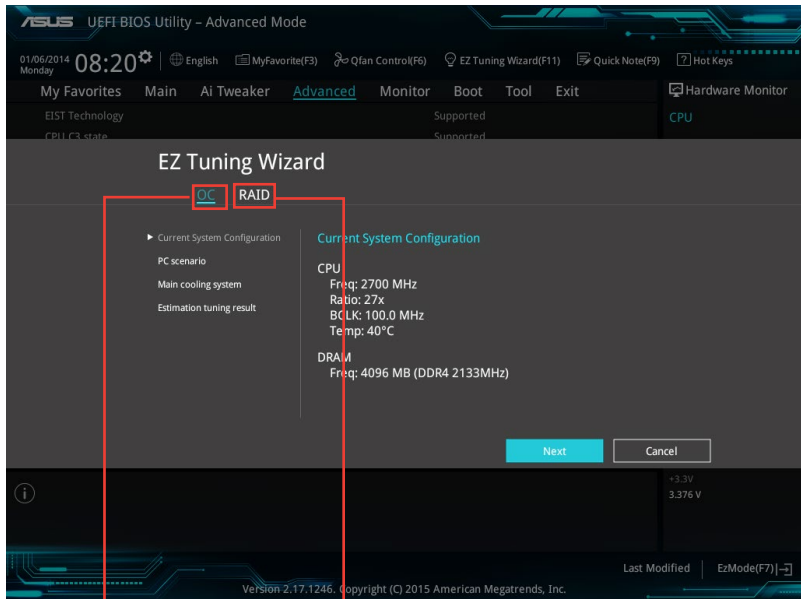 ASUS UEFI BIOS Utility – Advanced Mode
01/06/2014 Monday 08:20 English MyFavorite(F3) Qfan Control(F6) EZ Tuning Wizard(F11) Quick Note(F9) ? Hot Keys
My Favorites Main Ai Tweaker Advanced Monitor Boot Tool Exit Hardware Monitor
EIST Technology Supported CPU
CPU C3 state Supported
EZ Tuning Wizard
OC RAID
Current System Configuration
PC scenario
Main cooling system
Estimation tuning result
Current System Configuration
CPU
Freq: 2700 MHz
Ratio: 27x
BCLK: 100.0 MHz
Temp: 40°C
DRAM
Freq: 4096 MB (DDR4 2133MHz)
Next Cancel
+3.3V
3.376 V
Last Modified EzMode(F7)
Version 2.17.1246. Copyright (C) 2015 American Megatrends, Inc.